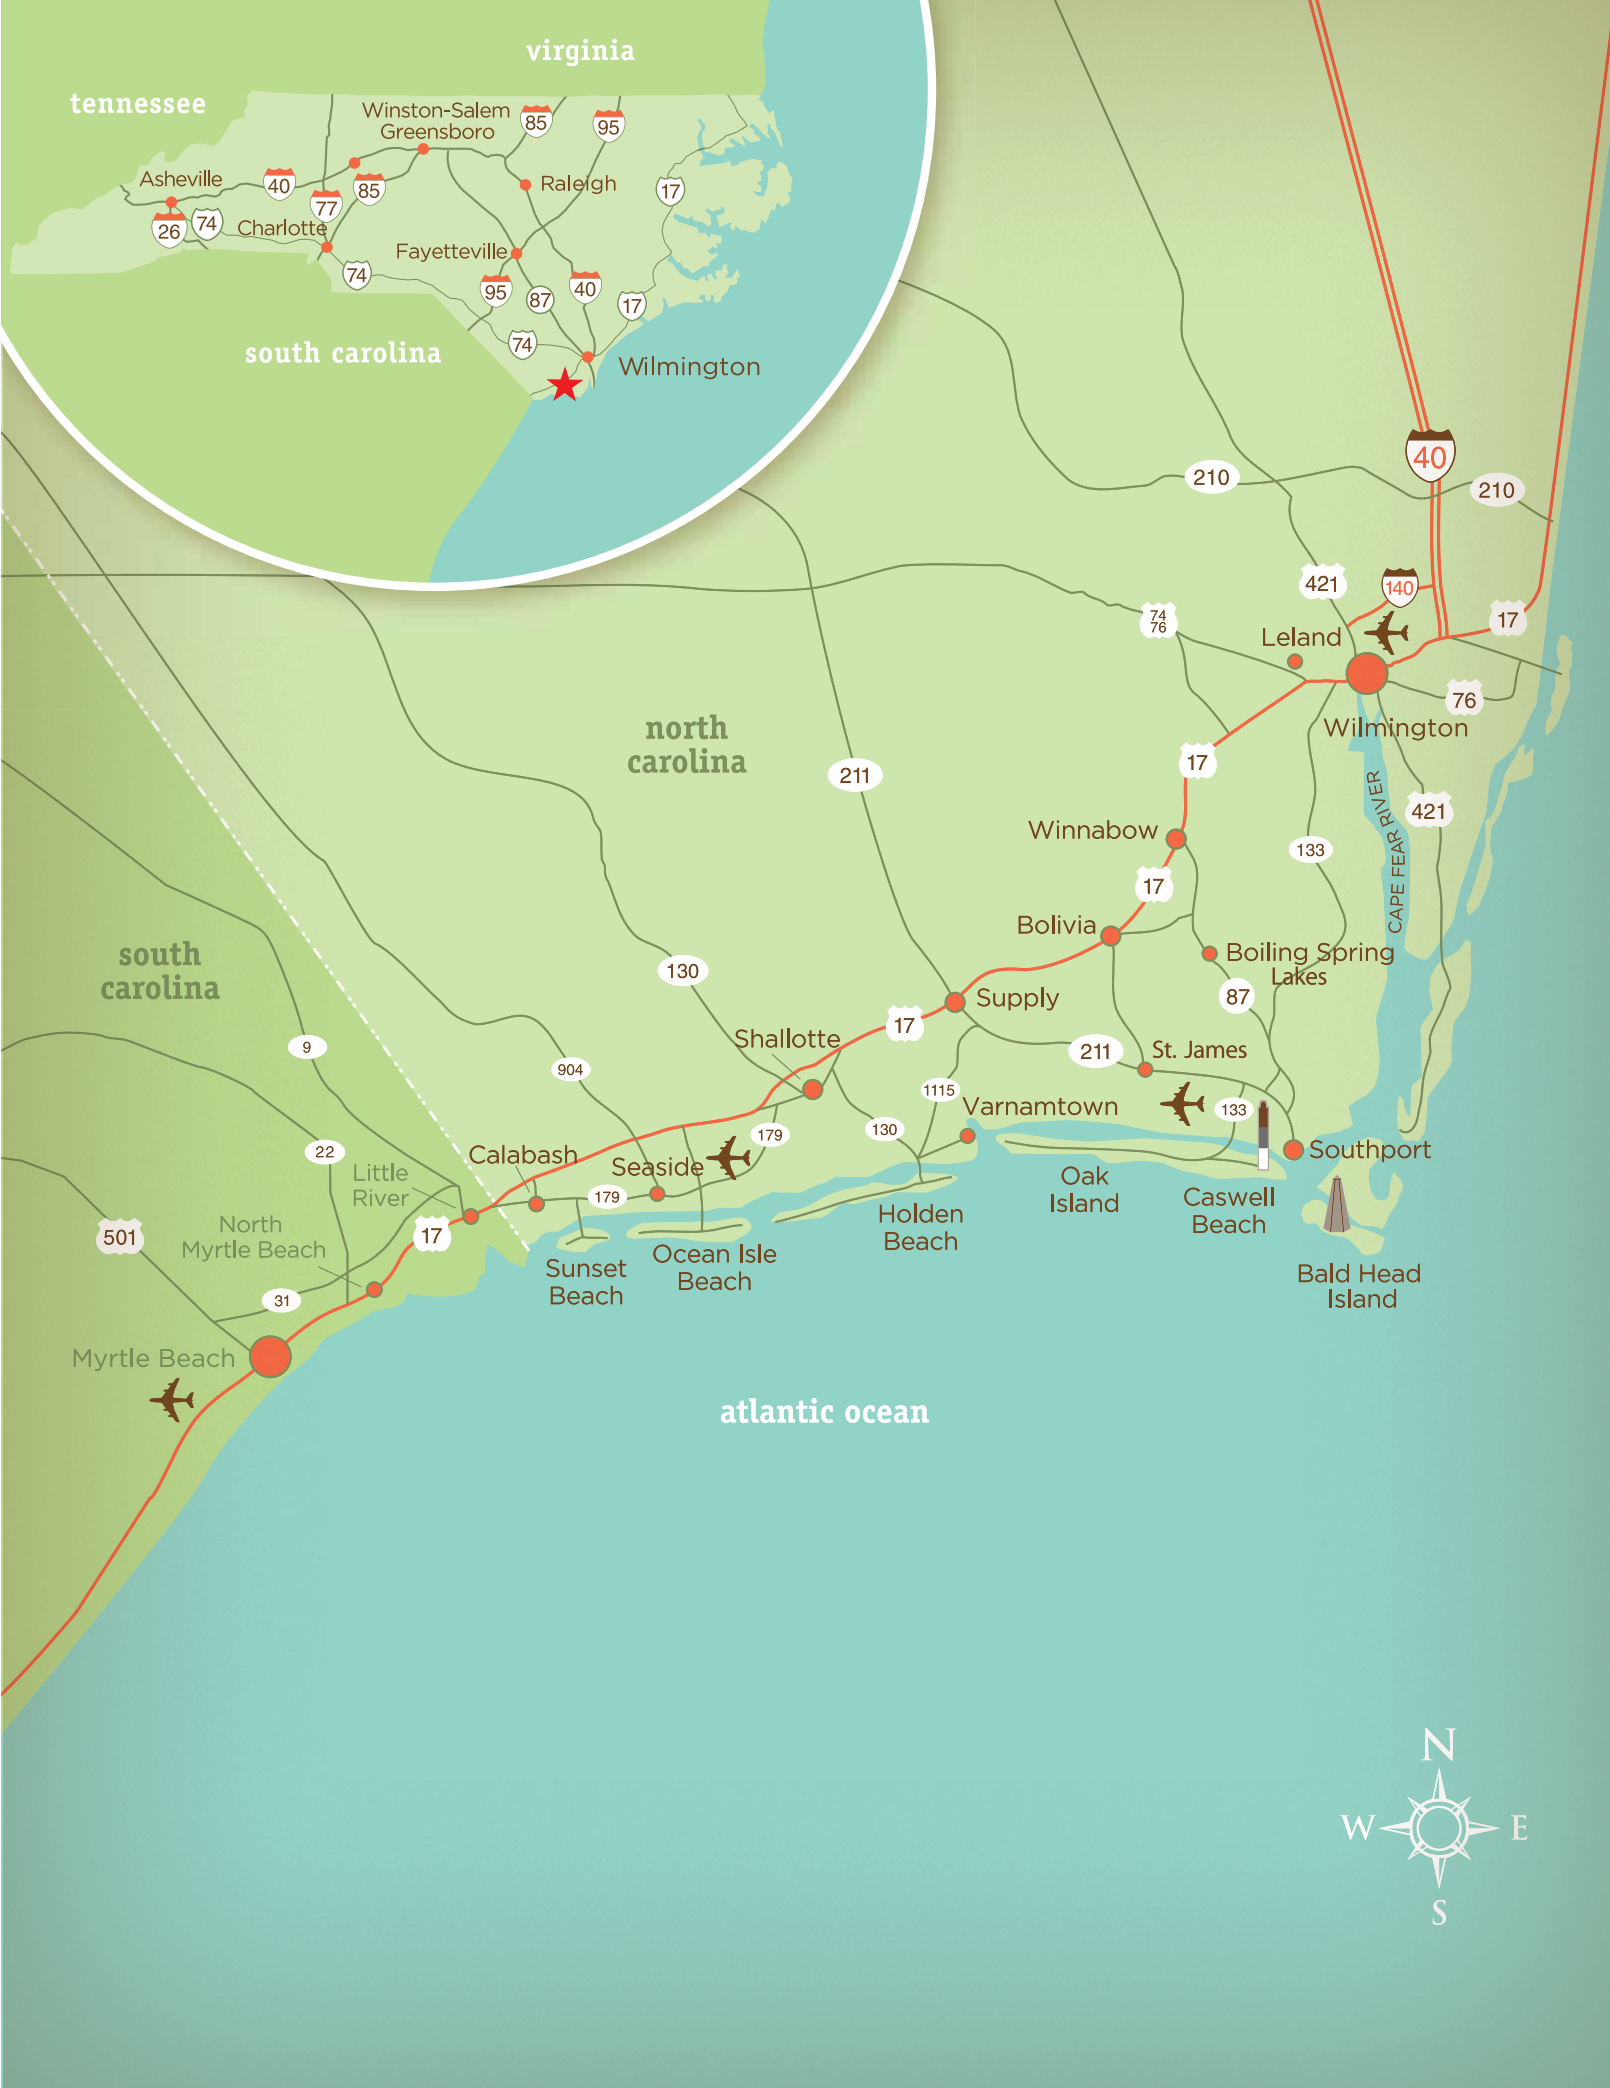 virginia
tennessee
Winston-Salem
Greensboro
85
95
Asheville
40
77
85
Raleigh
17
26
74
Charlotte
Fayetteville
74
95
87
40
17
74
south carolina
Wilmington
40
210
210
421
140
74
76
17
Leland
76
Wilmington
north
carolina
211
17
CAPE FEAR RIVER
421
Winnabow
133
17
Bolivia
south
carolina
130
Boiling Spring
Lakes
87
Supply
17
Shallotte
9
904
211
St. James
1115
Varnamtown
133
179
130
22
Calabash
Seaside
Southport
Little
River
179
Oak
Island
Caswell
Beach
North
Myrtle Beach
501
17
Holden
Beach
Ocean Isle
Beach
Sunset
Beach
Bald Head
Island
31
Myrtle Beach
atlantic ocean
N
W
E
S